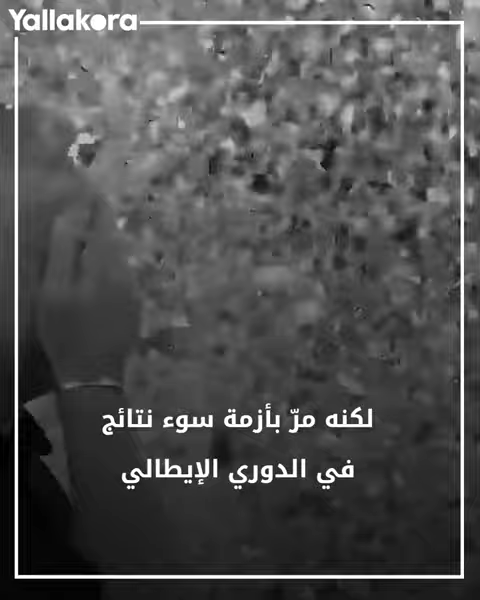 Yallakora
لكنه مرّ بأزمة سوء نتائج
في الدوري الإيطالي